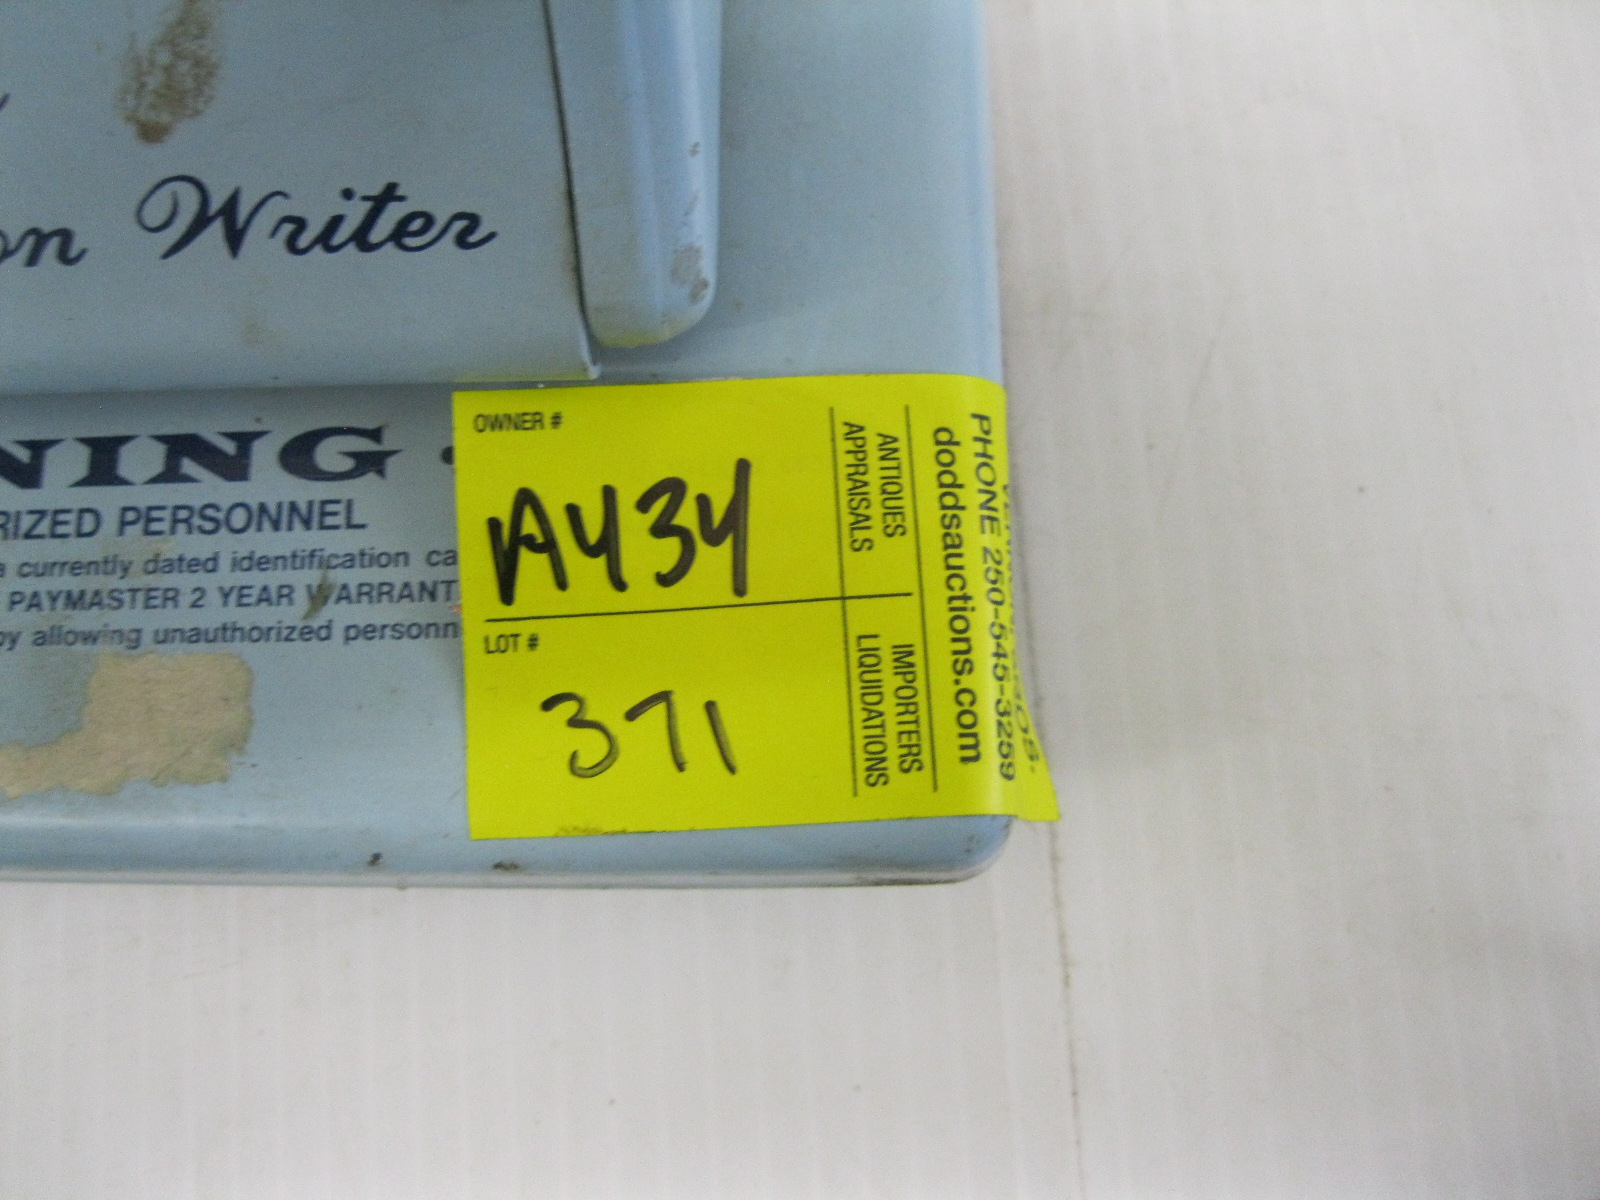 on Writer
NING
RIZED PERSONNEL
a currently dated identification ca
PAYMASTER 2 YEAR WARRANT
by allowing unauthorized personn
OWNER #
A434
LOT #
371
ANTIQUES
APPRAISALS
IMPORTERS
LIQUIDATIONS
doddsauctions.com
PHONE 250-545-3259